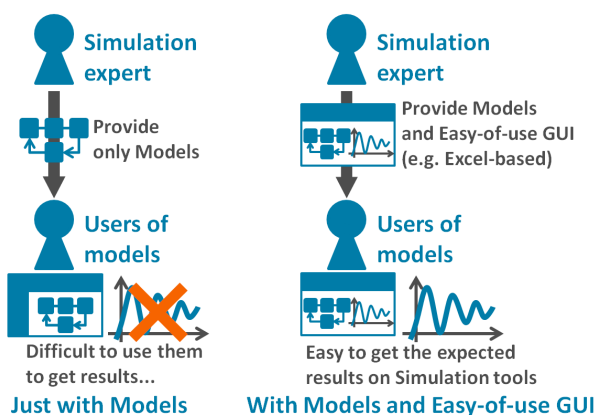 Simulation
expert
Provide
only Models
Users of
models
Difficult to use them
to get results...
Just with Models
Simulation
expert
Provide Models
and Easy-of-use GUI
(e.g. Excel-based)
Users of
models
Easy to get the expected
results on Simulation tools
With Models and Easy-of-use GUI